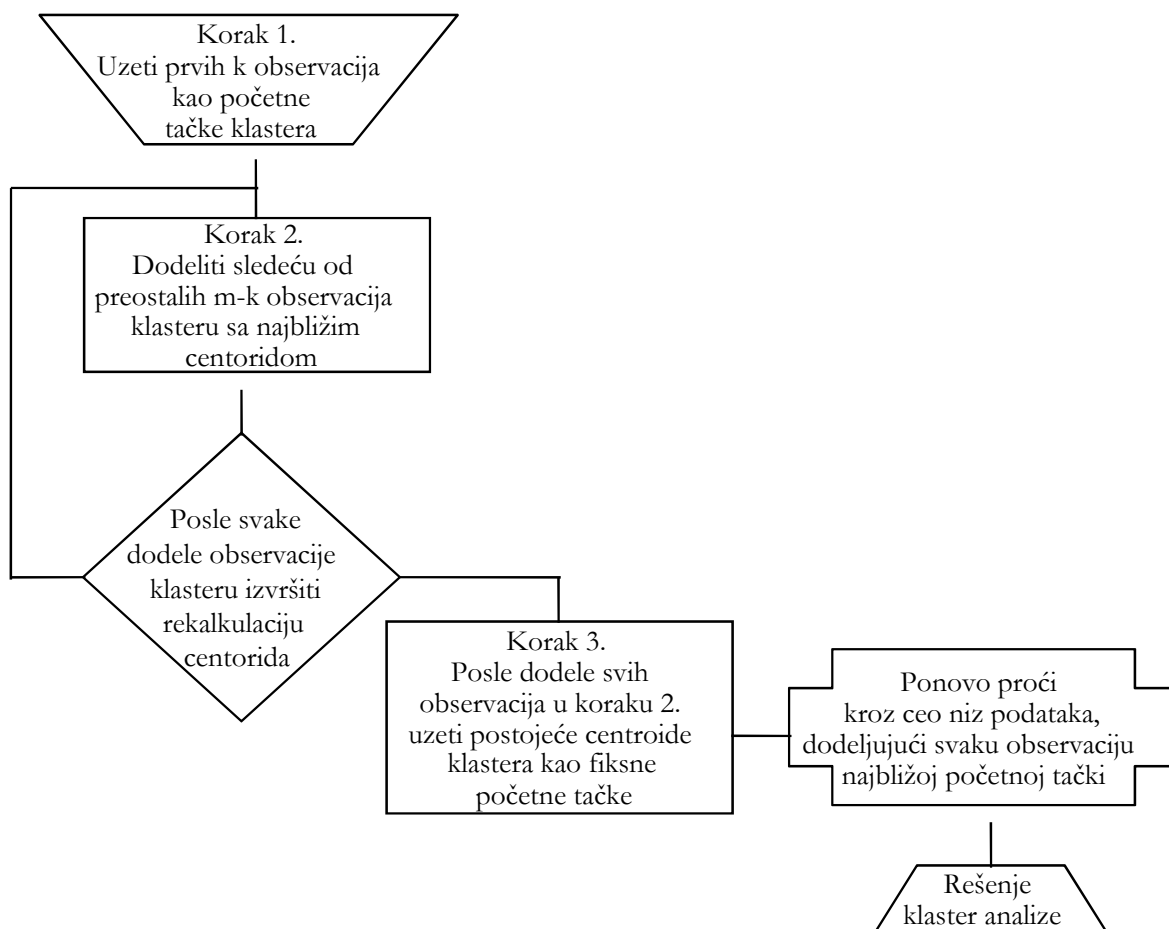 Korak 1.
Uzeti prvih k observacija
kao početne
tačke klastera
Korak 2.
Dodeliti sledeću od
preostalih m-k observacija
klasteru sa najbližim
centoridom
Posle svake
dodele observacije
klasteru izvršiti
rekalkulaciju
centorida
Korak 3.
Posle dodele svih
observacija u koraku 2.
uzeti postojeće centroide
klastera kao fiksne
početne tačke
Ponovo proći
kroz ceo niz podataka,
dodeljujući svaku observaciju
najbližoj početnoj tački
Rešenje
klaster analize